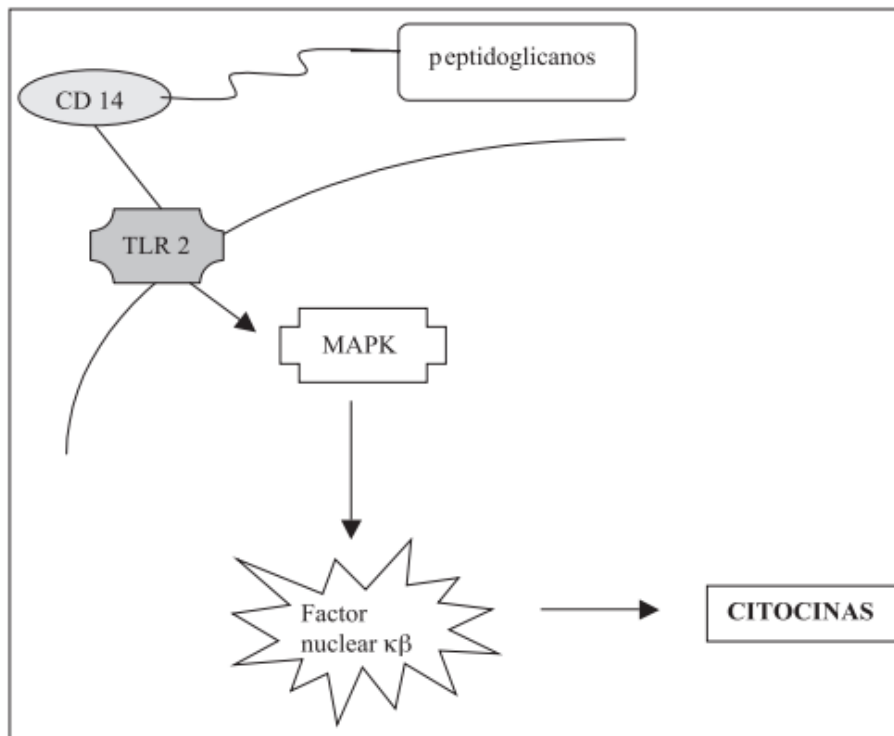 peptidoglicanos
CD 14
TLR 2
MAPK
Factor
nuclear κβ
CITOCINAS